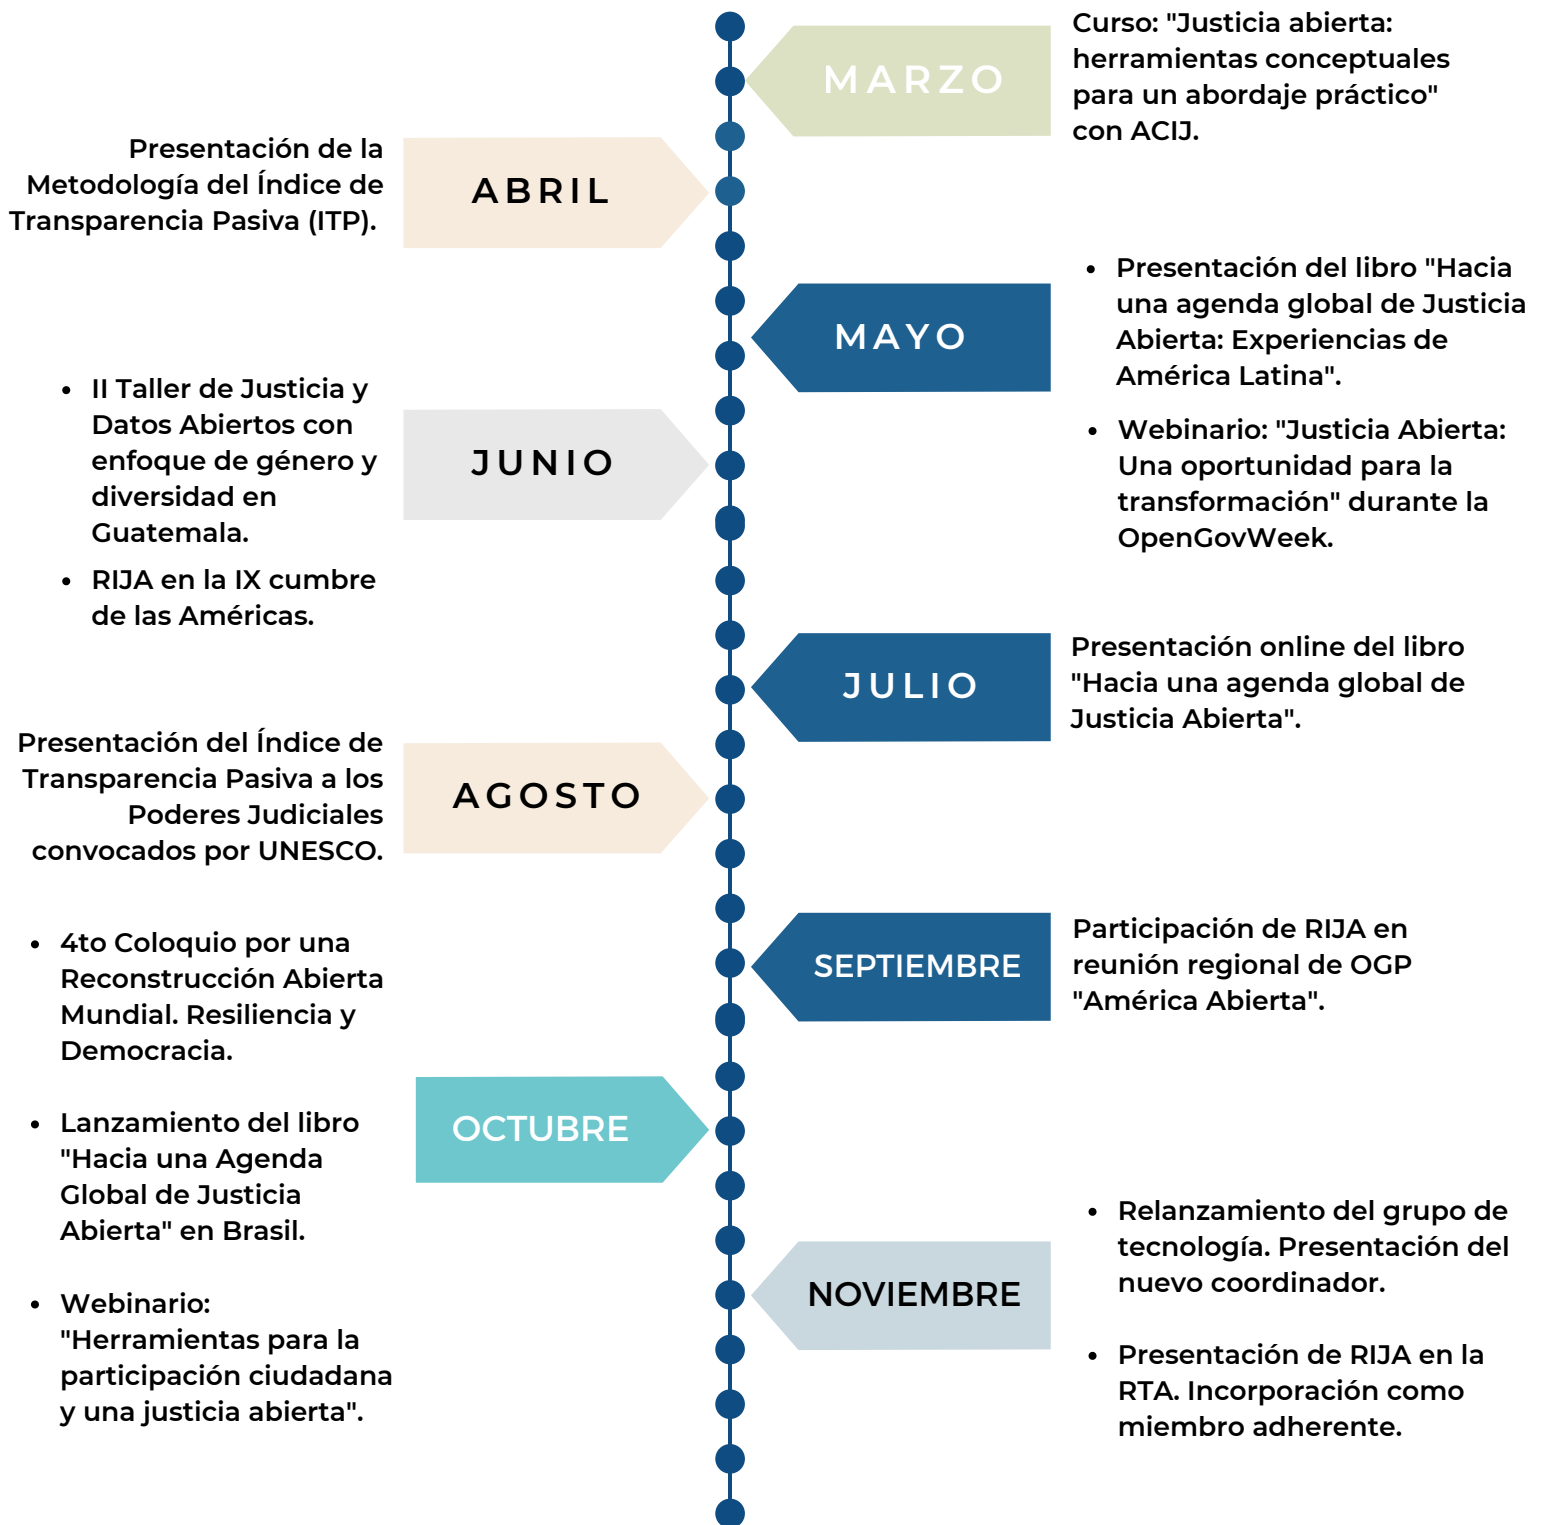 MARZO
Curso: "Justicia abierta:
herramientas conceptuales
para un abordaje práctico"
con ACIJ.
Presentación de la
Metodología del Índice de
Transparencia Pasiva (ITP).
ABRIL
MAYO
• Presentación del libro "Hacia
una agenda global de Justicia
Abierta: Experiencias de
América Latina".
• Webinario: "Justicia Abierta:
Una oportunidad para la
transformación" durante la
OpenGovWeek.
• II Taller de Justicia y
Datos Abiertos con
enfoque de género y
diversidad en
Guatemala.
• RIJA en la IX cumbre
de las Américas.
JUNIO
JULIO
Presentación online del libro
"Hacia una agenda global de
Justicia Abierta".
Presentación del Índice de
Transparencia Pasiva a los
Poderes Judiciales
convocados por UNESCO.
AGOSTO
SEPTIEMBRE
Participación de RIJA en
reunión regional de OGP
"América Abierta".
• 4to Coloquio por una
Reconstrucción Abierta
Mundial. Resiliencia y
Democracia.
• Lanzamiento del libro
"Hacia una Agenda
Global de Justicia
Abierta" en Brasil.
• Webinario:
"Herramientas para la
participación ciudadana
y una justicia abierta".
OCTUBRE
NOVIEMBRE
• Relanzamiento del grupo de
tecnología. Presentación del
nuevo coordinador.
• Presentación de RIJA en la
RTA. Incorporación como
miembro adherente.